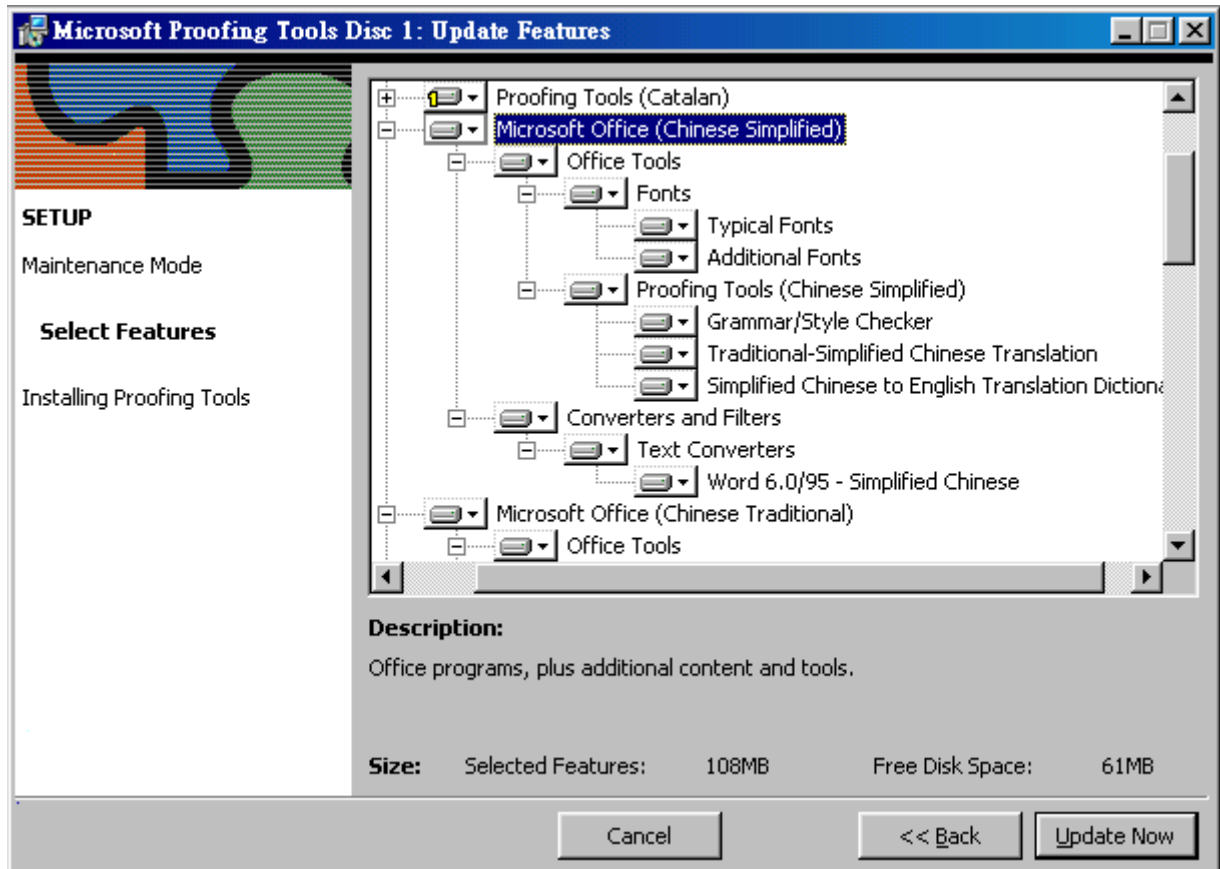 Microsoft Proofing Tools Disc 1: Update Features
SETUP
Maintenance Mode
Select Features
Installing Proofing Tools
Proofing Tools (Catalan)
Microsoft Office (Chinese Simplified)
Office Tools
Fonts
Typical Fonts
Additional Fonts
Proofing Tools (Chinese Simplified)
Grammar/Style Checker
Traditional-Simplified Chinese Translation
Simplified Chinese to English Translation Dictiona
Converters and Filters
Text Converters
Word 6.0/95 - Simplified Chinese
Microsoft Office (Chinese Traditional)
Office Tools
Description:
Office programs, plus additional content and tools.
Size: Selected Features: 108MB Free Disk Space: 61MB
Cancel << Back Update Now